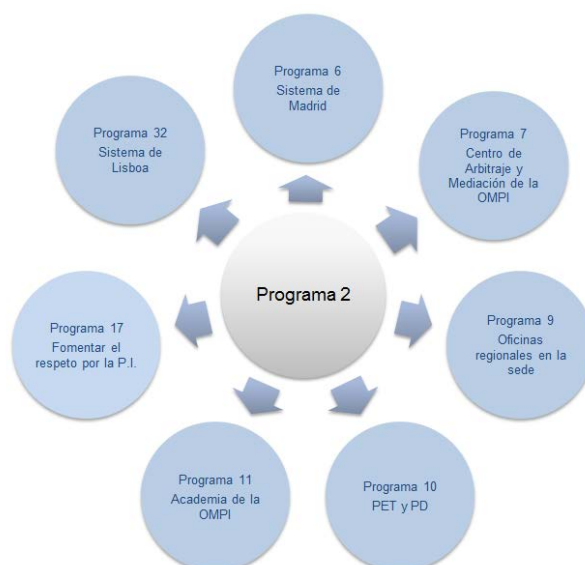 Programa 6
Sistema de
Madrid
Programa 32
Sistema de
Lisboa
Programa 7
Centro de
Arbitraje y
Mediación de la
OMPI
Programa 2
Programa 17
Fomentar el
respeto por la P.I.
Programa 9
Oficinas
regionales en la
sede
Programa 11
Academia de la
OMPI
Programa 10
PET y PD